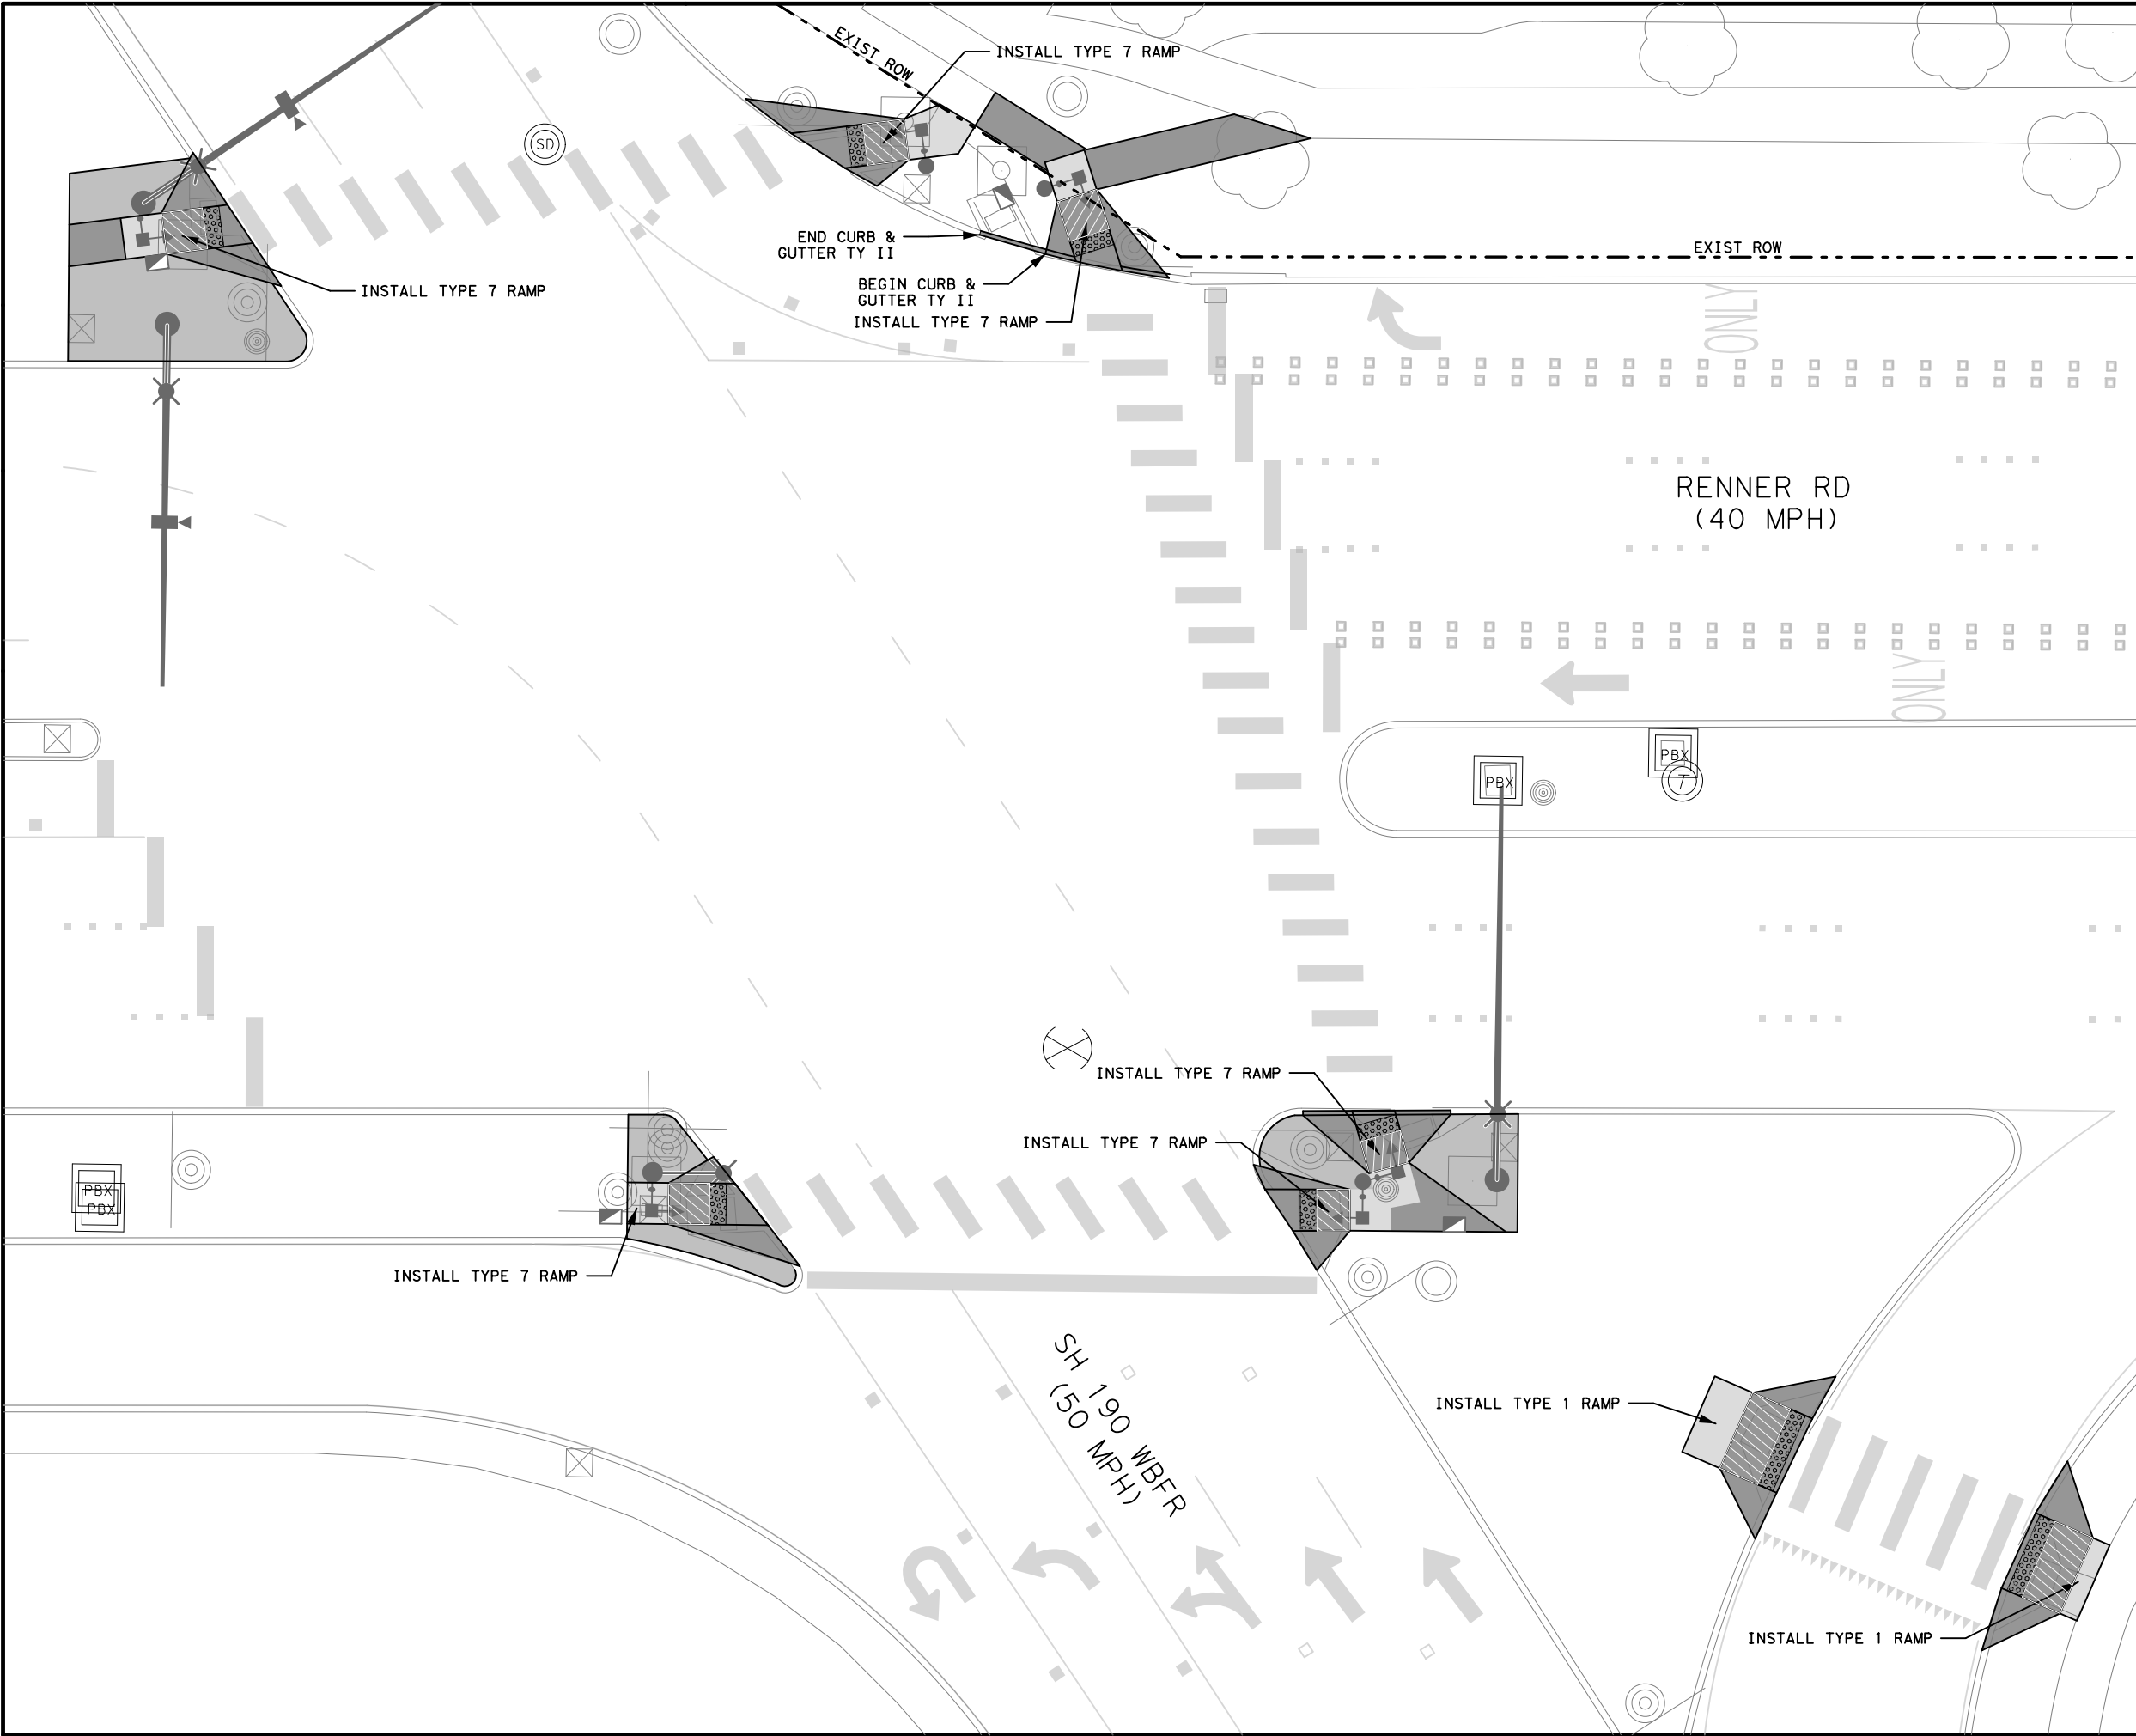 EXIST ROW
INSTALL TYPE 7 RAMP
SD
END CURB &
GUTTER TY II
EXIST ROW
BEGIN CURB &
GUTTER TY II
INSTALL TYPE 7 RAMP
INSTALL TYPE 7 RAMP
ONLY
RENNER RD
(40 MPH)
ONLY
PBX
PBX
T
INSTALL TYPE 7 RAMP
INSTALL TYPE 7 RAMP
PBX
PBX
INSTALL TYPE 7 RAMP
SH 190 WBFR
(50 MPH)
INSTALL TYPE 1 RAMP
INSTALL TYPE 1 RAMP